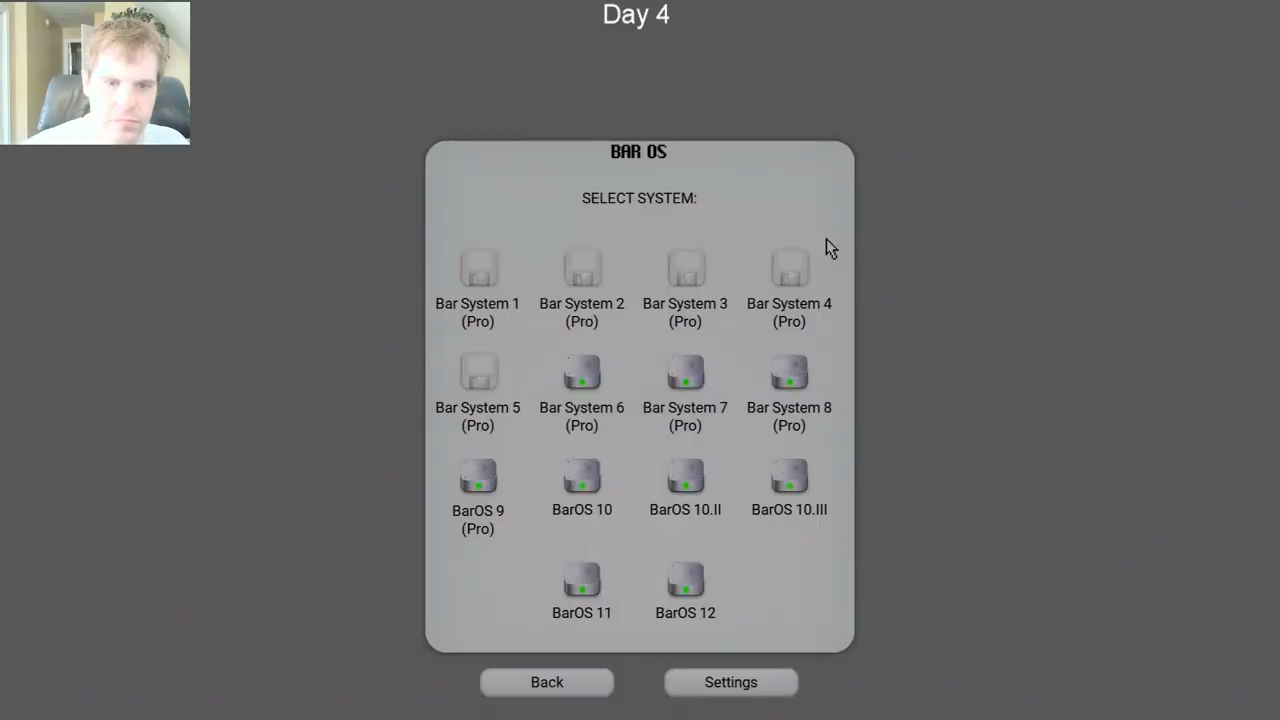 Day 4
BAR OS
SELECT SYSTEM:
Bar System 1 Bar System 2 Bar System 3 Bar System 4
(Pro) (Pro) (Pro) (Pro)
Bar System 5 Bar System 6 Bar System 7 Bar System 8
(Pro) (Pro) (Pro) (Pro)
BarOS 9 BarOS 10 BarOS 10.II BarOS 10.III
(Pro)
BarOS 11 BarOS 12
Back Settings